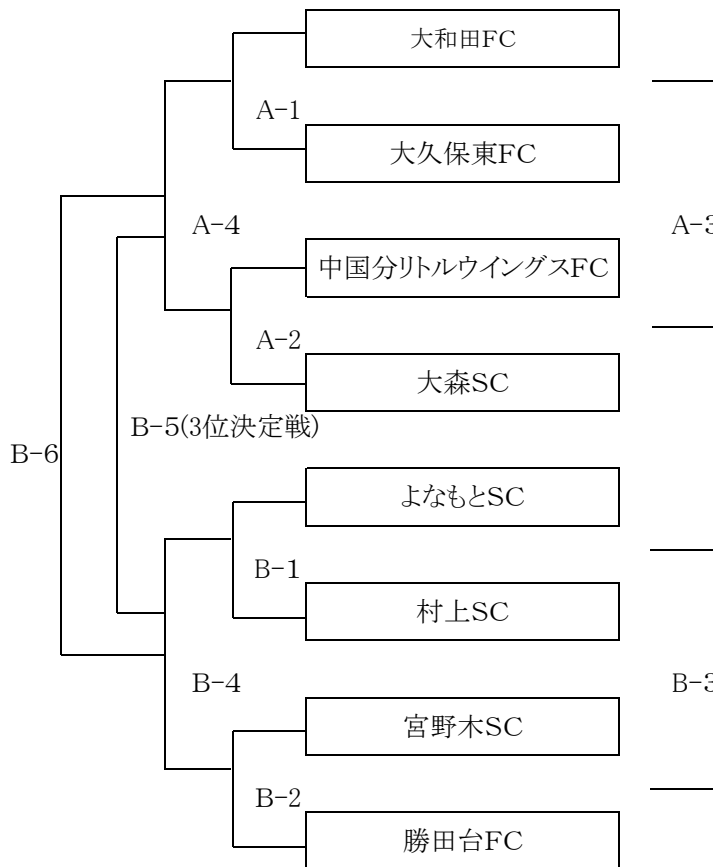 大和田FC
A-1
大久保東FC
A-4
A-3
中国分リトルウイングスFC
A-2
大森SC
B-5(3位決定戦)
B-6
よなもとSC
B-1
村上SC
B-4
B-3
宮野木SC
B-2
勝田台FC